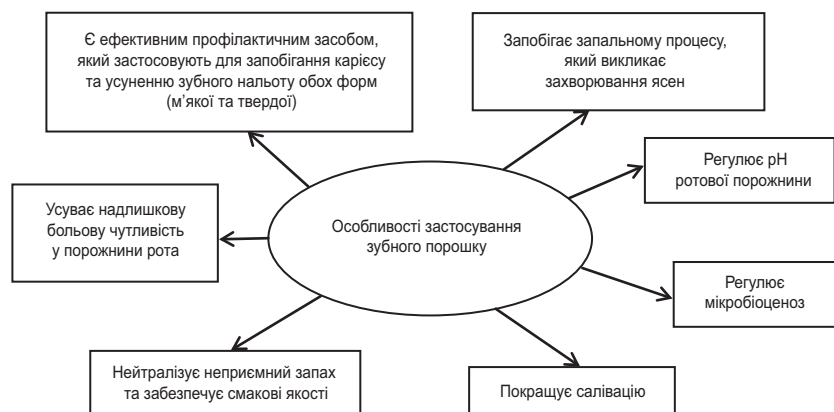 Є ефективним профілактичним засобом,
який застосовують для запобігання карієсу
та усуненню зубного нальоту обох форм
(м’якої та твердої)
Запобігає запальному процесу,
який викликає
захворювання ясен
Регулює рН
ротової порожнини
Усуває надлишкову
больову чутливість
у порожнини рота
Особливості застосування
зубного порошку
Регулює
мікробіоценоз
Нейтралізує неприємний запах
та забезпечує смакові якості
Покращує салівацію